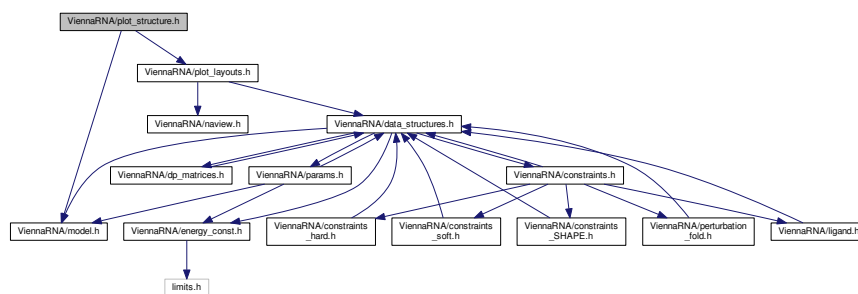 ViennaRNA/plot_structure.h
ViennaRNA/plot_layouts.h
ViennaRNA/naview.h
ViennaRNA/data_structures.h
ViennaRNA/dp_matrices.h
ViennaRNA/params.h
ViennaRNA/constraints.h
ViennaRNA/model.h
ViennaRNA/energy_const.h
ViennaRNA/constraints
_hard.h
ViennaRNA/constraints
_soft.h
ViennaRNA/constraints
_SHAPE.h
ViennaRNA/perturbation
_fold.h
ViennaRNA/ligand.h
limits.h